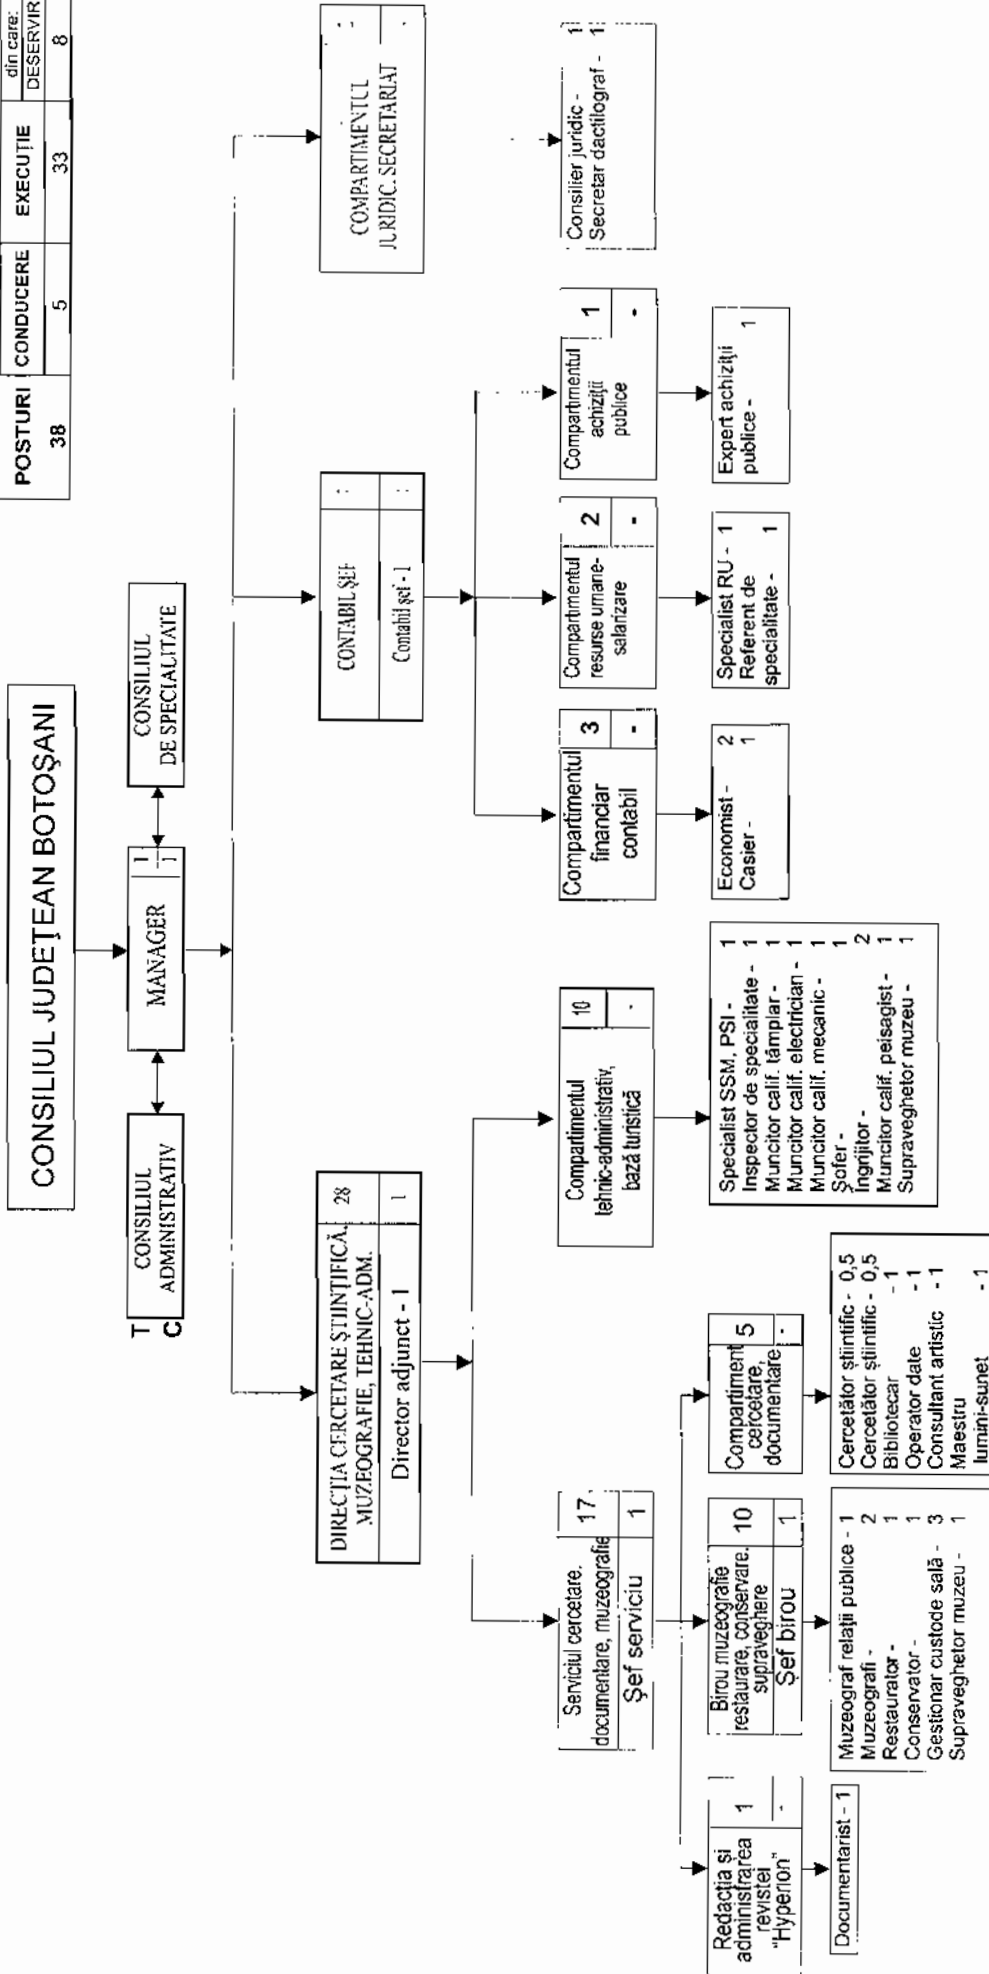 CONSILIUL JUDEȚEAN BOTOȘANI
POSTURI CONDUCERE EXECUȚIE din care:
DESERVIR
38 5 33 8
T
C
CONSILIUL
ADMINISTRATIV
MANAGER 1
1
CONSILIUL
DE SPECIALITATE
DIRECȚIA CERCETARE ȘTIINȚIFICĂ, 28
MUZEOGRAFIE, TEHNIC-ADM.
Director adjunct - 1 1
CONTABIL ȘEF
Contabil șef - 1
COMPARTIMENTUL
JURIDIC. SECRETARIAT
Serviciul cercetare. 17
documentare, muzeografie
Șef serviciu 1
Compartimentul 10
tehnic-administrativ,
bază turistică -
Compartimentul 3
financiar
contabil -
Compartimentul 2
resurse umane-
salarizare -
Compartimentul 1
achiziții
publice -
Consilier juridic - 1
Secretar dactilograf - 1
Redacția și 1
administrarea
revistei -
"Hyperion"
Birou muzeografie 10
restaurare, conservare.
supraveghere
Șef birou 1
Compartiment 5
cercetare,
documentare -
Specialist SSM, PSI - 1
Inspector de specialitate - 1
Muncitor calif. tâmplar - 1
Muncitor calif. electrician - 1
Muncitor calif. mecanic - 1
Șofer - 1
Îngrijitor - 2
Muncitor calif. peisagist - 1
Supraveghetor muzeu - 1
Economist - 2
Casier - 1
Specialist RU - 1
Referent de
specialitate - 1
Expert achiziții
publice - 1
Documentarist - 1
Muzeograf relații publice - 1
Muzeografi - 2
Restaurator - 1
Conservator - 1
Gestionar custode sală - 3
Supraveghetor muzeu - 1
Cercetător științific - 0,5
Cercetător științific - 0,5
Bibliotecar - 1
Operator date - 1
Consultant artistic - 1
Maestru
lumini-sunet - 1